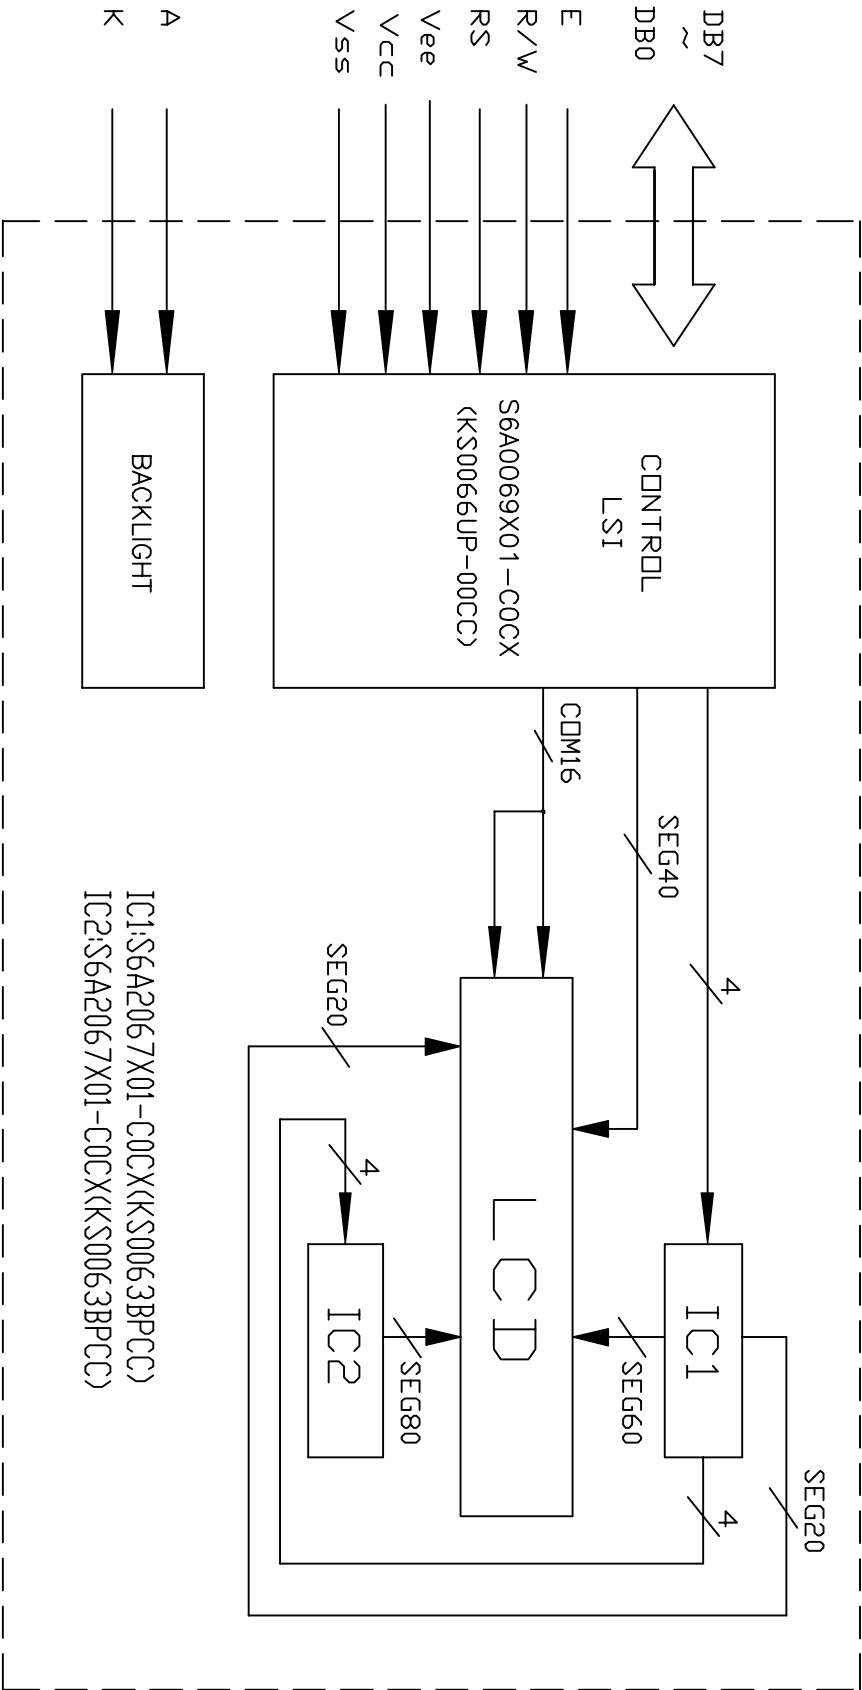 DB7
~
DB0
E
R/W
RS
Vee
Vcc
Vss
A
K
CONTROL
LSI
S6A0069X01-C0CX
(KS0066UP-00CC)
BACKLIGHT
COM16
SEG40
4
SEG20
4
LCD
IC1
IC2
SEG60
SEG80
4
SEG20
IC1:S6A2067X01-C0CX(KS0063BPCC)
IC2:S6A2067X01-C0CX(KS0063BPCC)